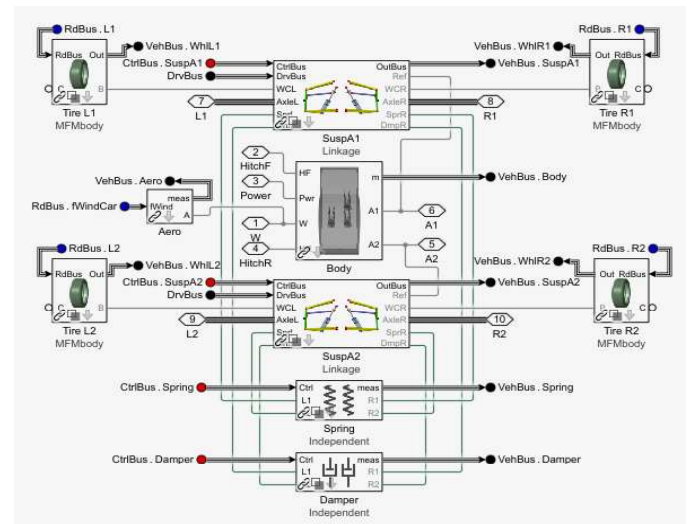 RdBus . L1
VehBus . WhlL1
CtrlBus . SuspA1
DrvBus
RdBus Out
C B
Tire L1
MFMbody
7
L1
CtrlBus
DrvBus
WCL
AxleL
OutBus
Ref
WCR
AxleR
SprR
DmpR
SuspA1
Linkage
RdBus . R1
VehBus . WhlR1
VehBus . SuspA1
Out RdBus
C
Tire R1
MFMbody
8
R1
2
HitchF
3
Power
1
W
4
HitchR
HF
Pwr
W
m
A1
A2
Body
VehBus . Body
6
A1
5
A2
VehBus . Aero
RdBus . fWindCar
meas
fWind
A
Aero
RdBus . L2
VehBus . WhlL2
CtrlBus . SuspA2
DrvBus
RdBus Out
C B
Tire L2
MFMbody
9
L2
CtrlBus
DrvBus
WCL
AxleL
OutBus
Ref
WCR
AxleR
SprR
DmpR
SuspA2
Linkage
RdBus . R2
VehBus . WhlR2
VehBus . SuspA2
Out RdBus
C
Tire R2
MFMbody
10
R2
CtrlBus . Spring
Ctrl meas
L1 R1
R2
Spring
Independent
VehBus . Spring
CtrlBus . Damper
Ctrl meas
L1 R1
R2
Damper
Independent
VehBus . Damper